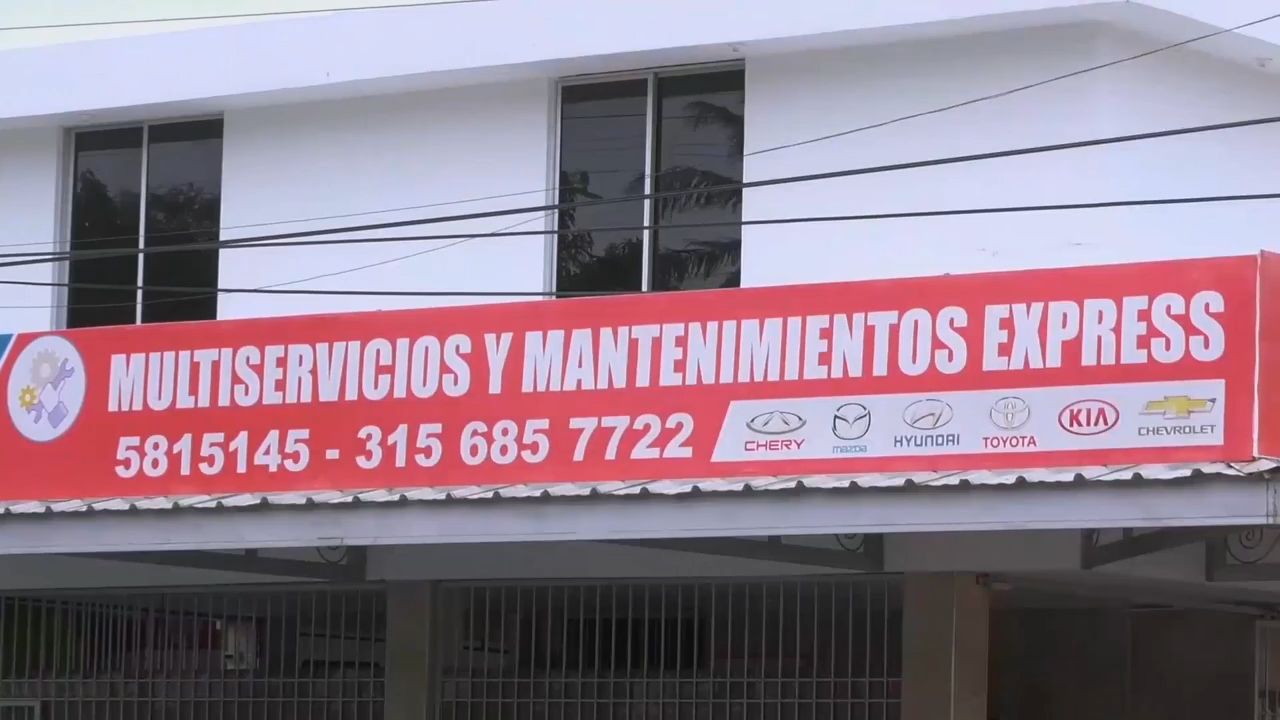 MULTISERVICIOS Y MANTENIMIENTOS EXPRESS
5815145 - 315 685 7722
CHERY mazda HYUNDAI TOYOTA KIA CHEVROLET